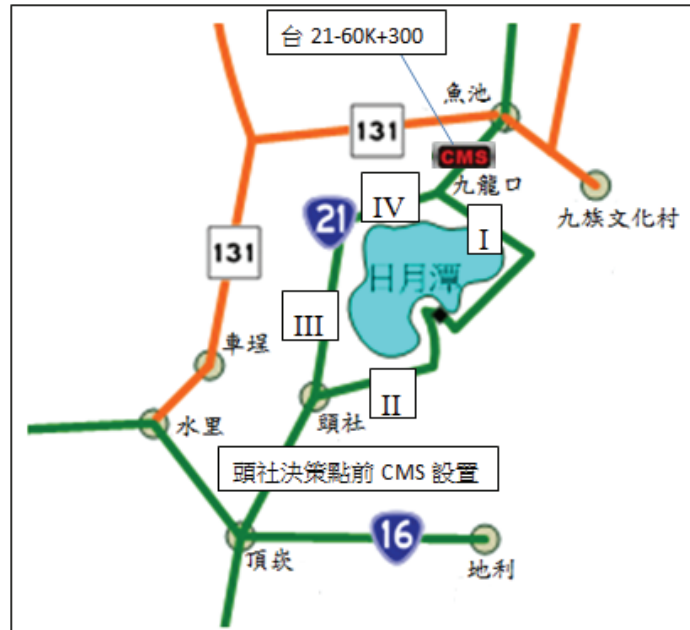 台 21-60K+300
魚池
131
CMS
九龍口
IV
九族文化村
I
21
日月潭
131
III
車埕
II
頭社
水里
頭社決策點前 CMS 設置
16
頂崁
地利